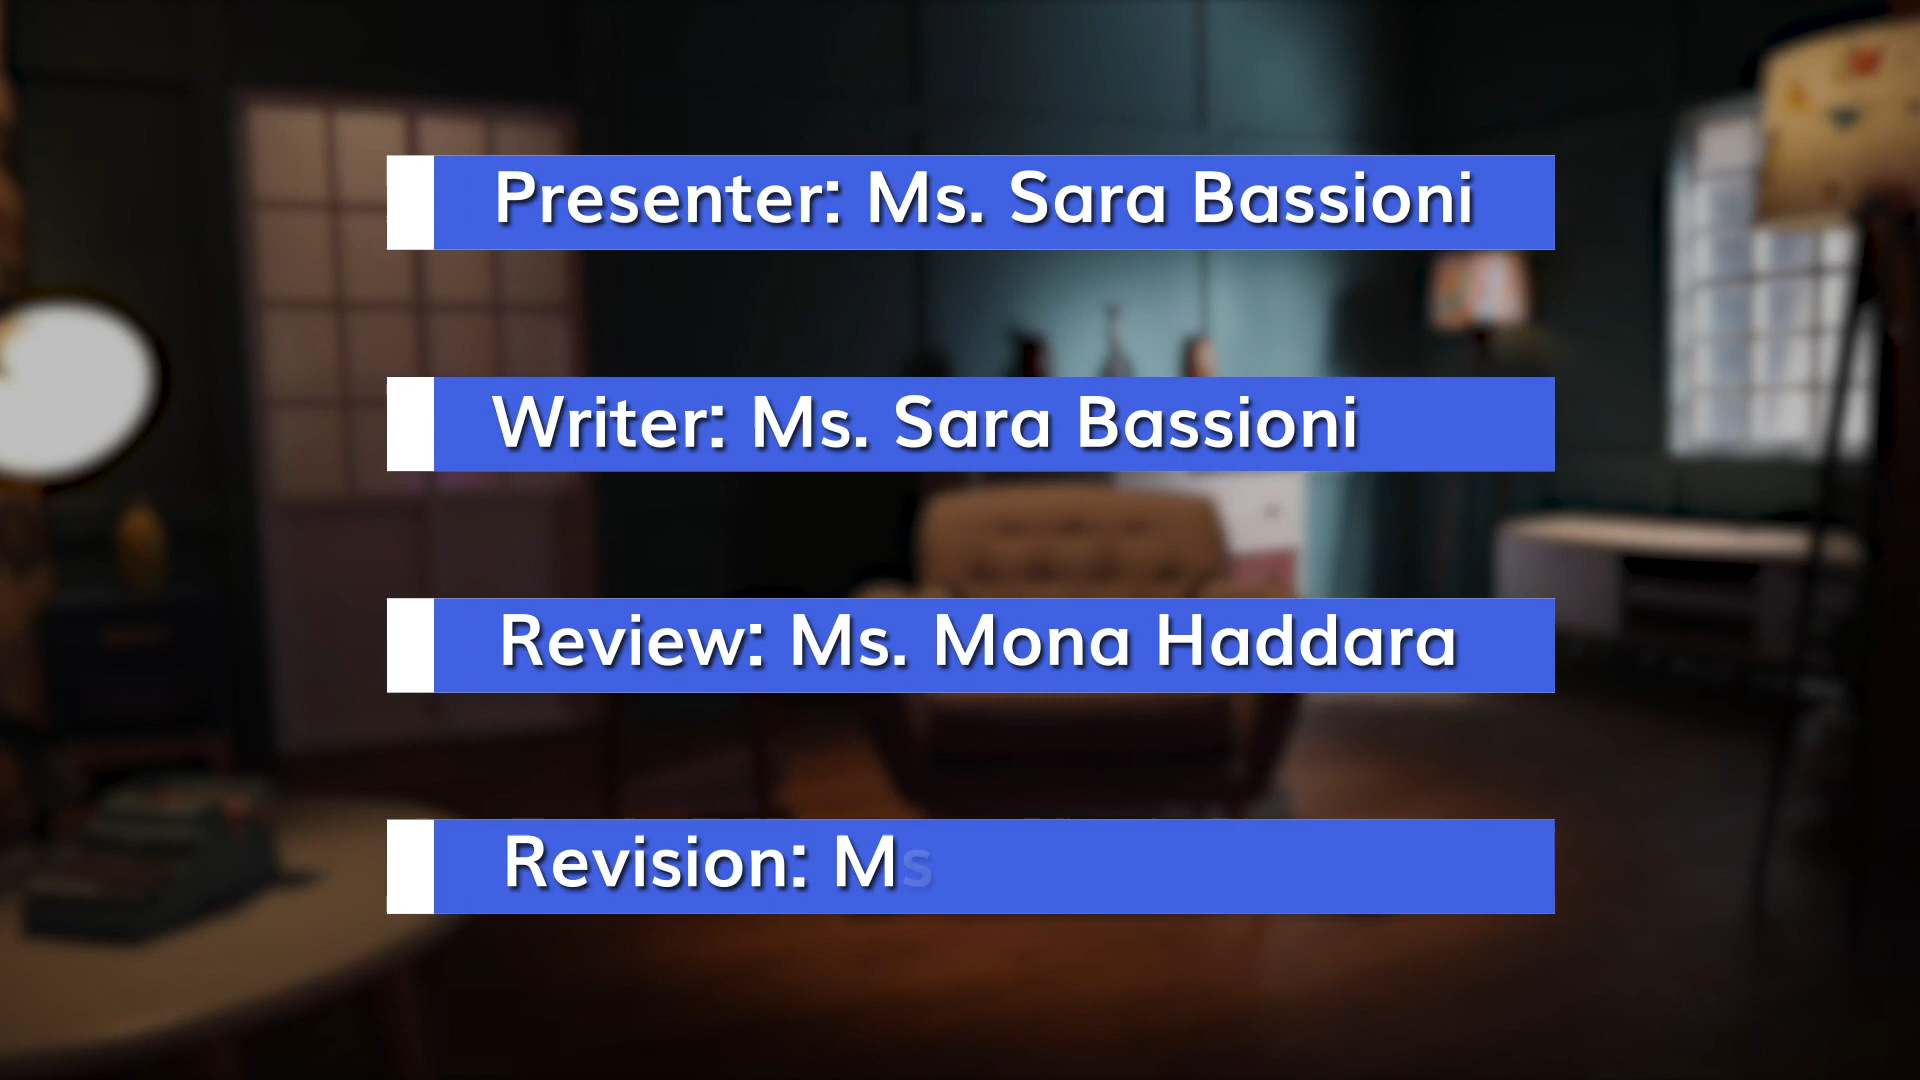 Presenter: Ms. Sara Bassioni
Writer: Ms. Sara Bassioni
Review: Ms. Mona Haddara
Revision: Ms